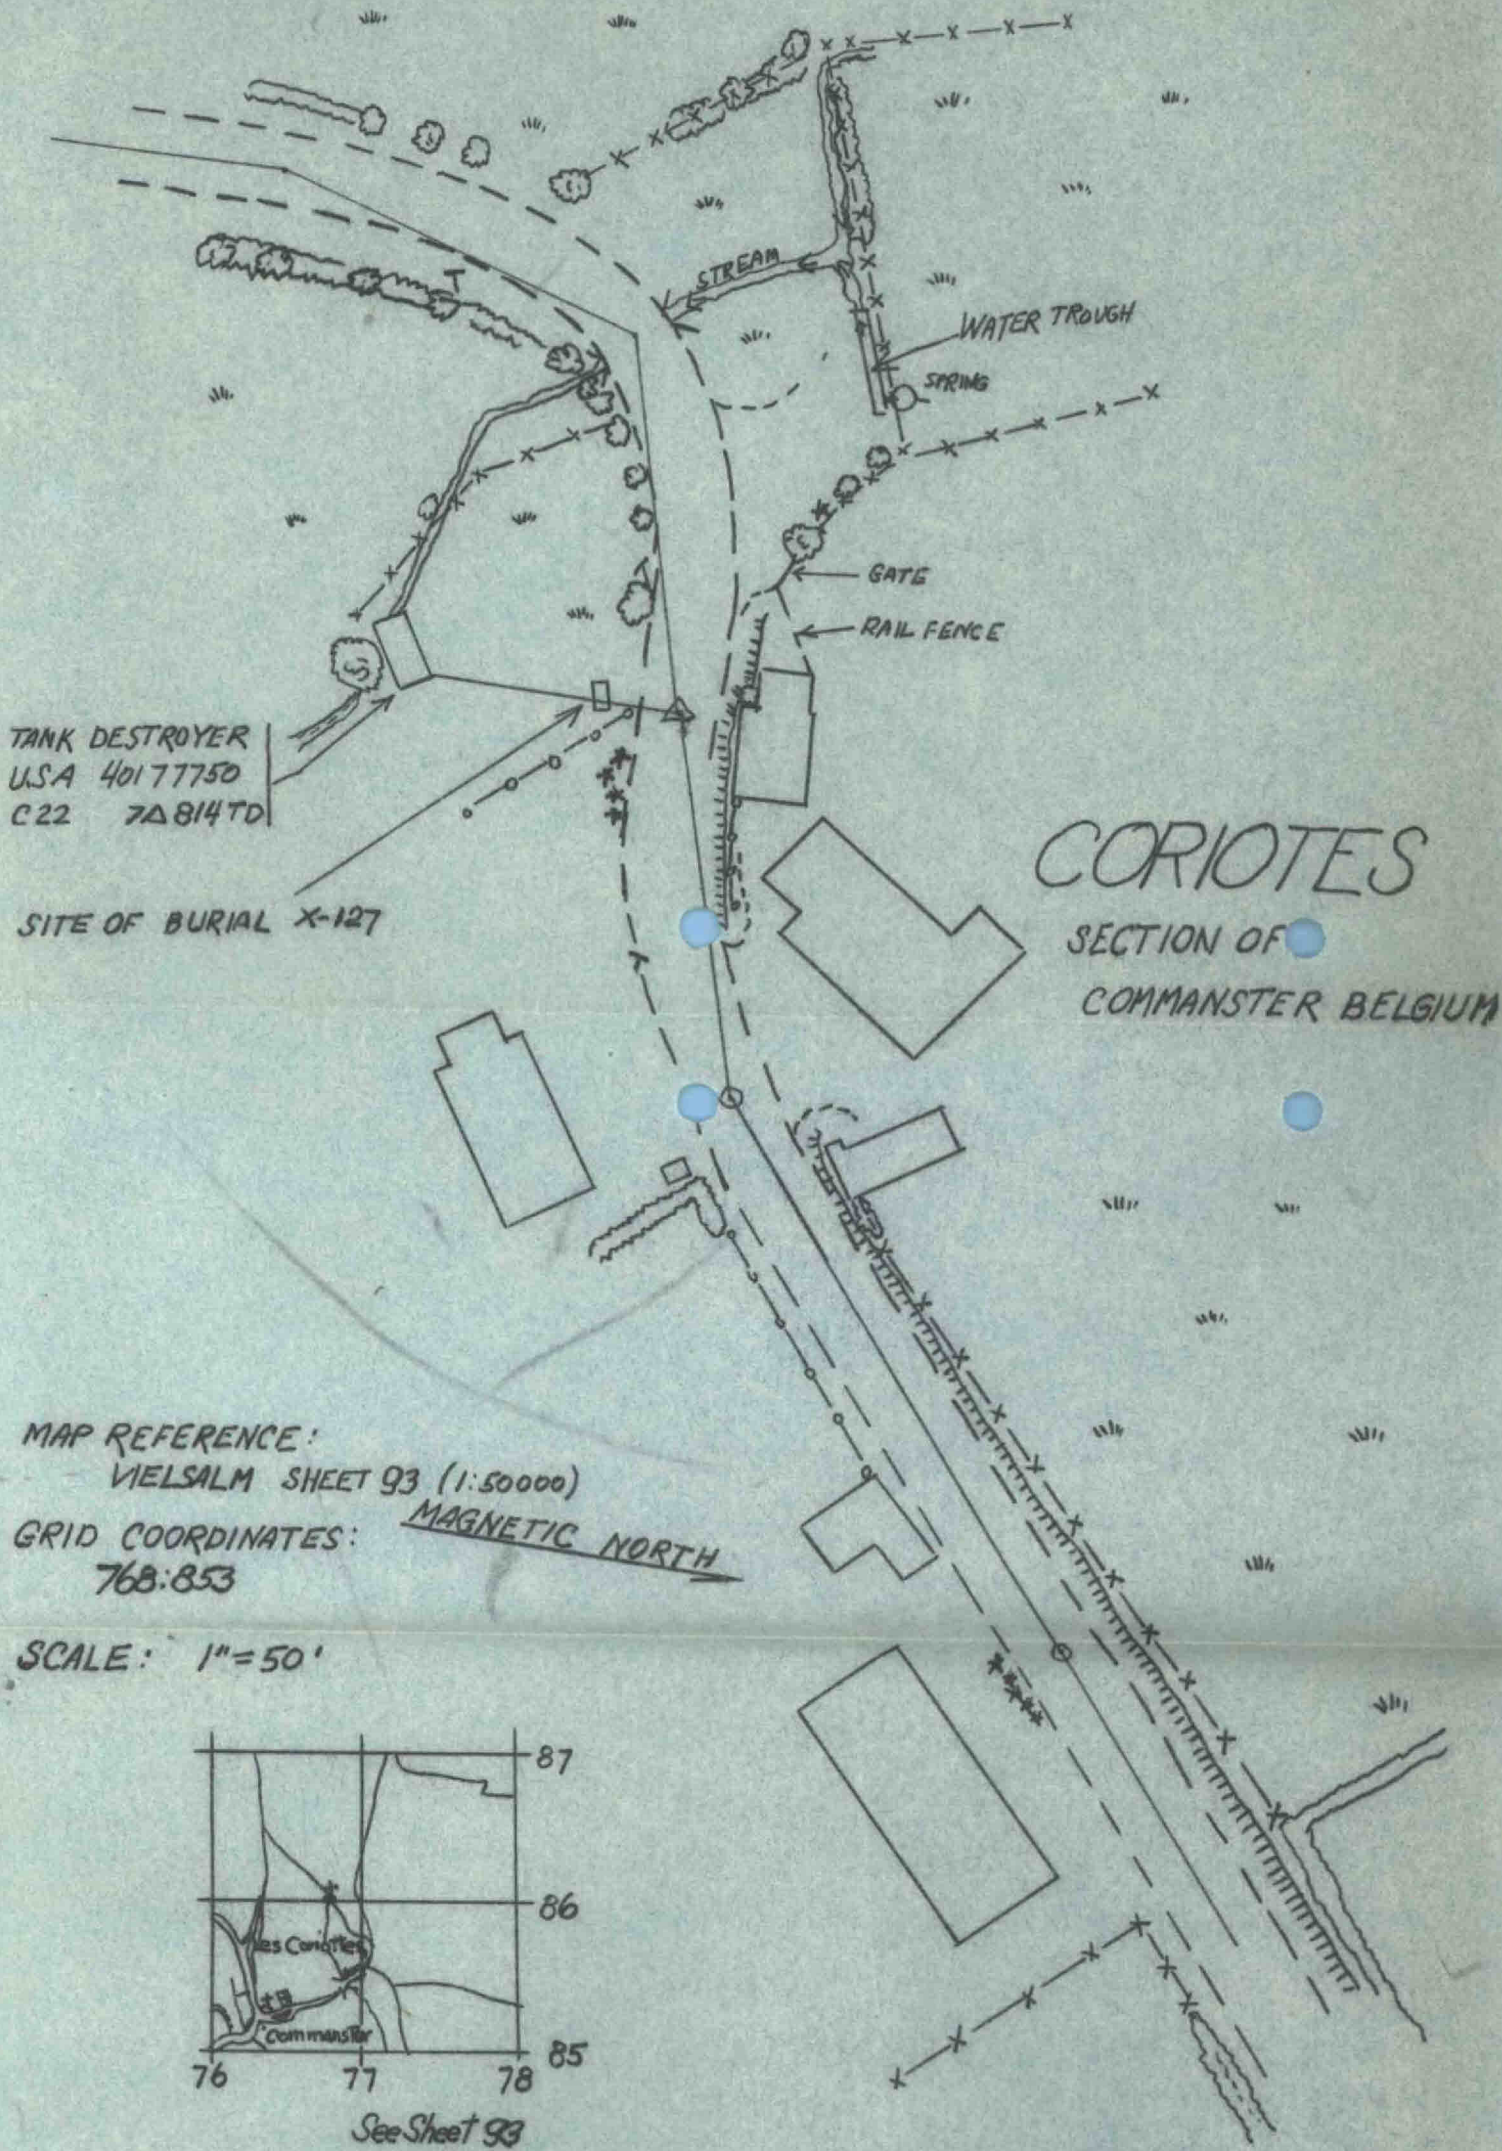 STREAM
WATER TROUGH
SPRING
GATE
RAIL FENCE
TANK DESTROYER
USA 40177750
C22 7Δ814TD
SITE OF BURIAL X-127
CORIOTES
SECTION OF
COMMANSTER BELGIUM
MAP REFERENCE:
VIELSALM SHEET 93 (1:50000)
MAGNETIC NORTH
GRID COORDINATES:
768:853
SCALE: 1"=50'
87
86
les Coriotes
Commanster
85
76 77 78
See Sheet 93